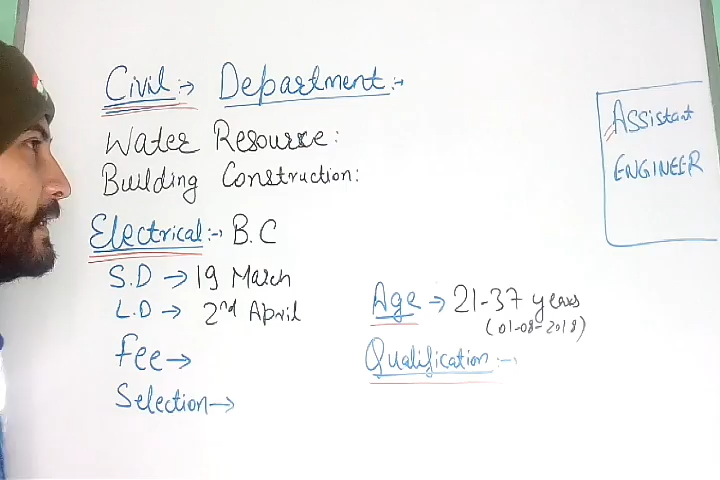 Civil :→ Department :-
Water Resource:
Building Construction:
Electrical :-, B.C
S.D → 19 March
L.D → 2nd April
Fee →
Selection →
Age → 21-37 years
(01-08-2018)
Qualification :-
Assistant
ENGINEER